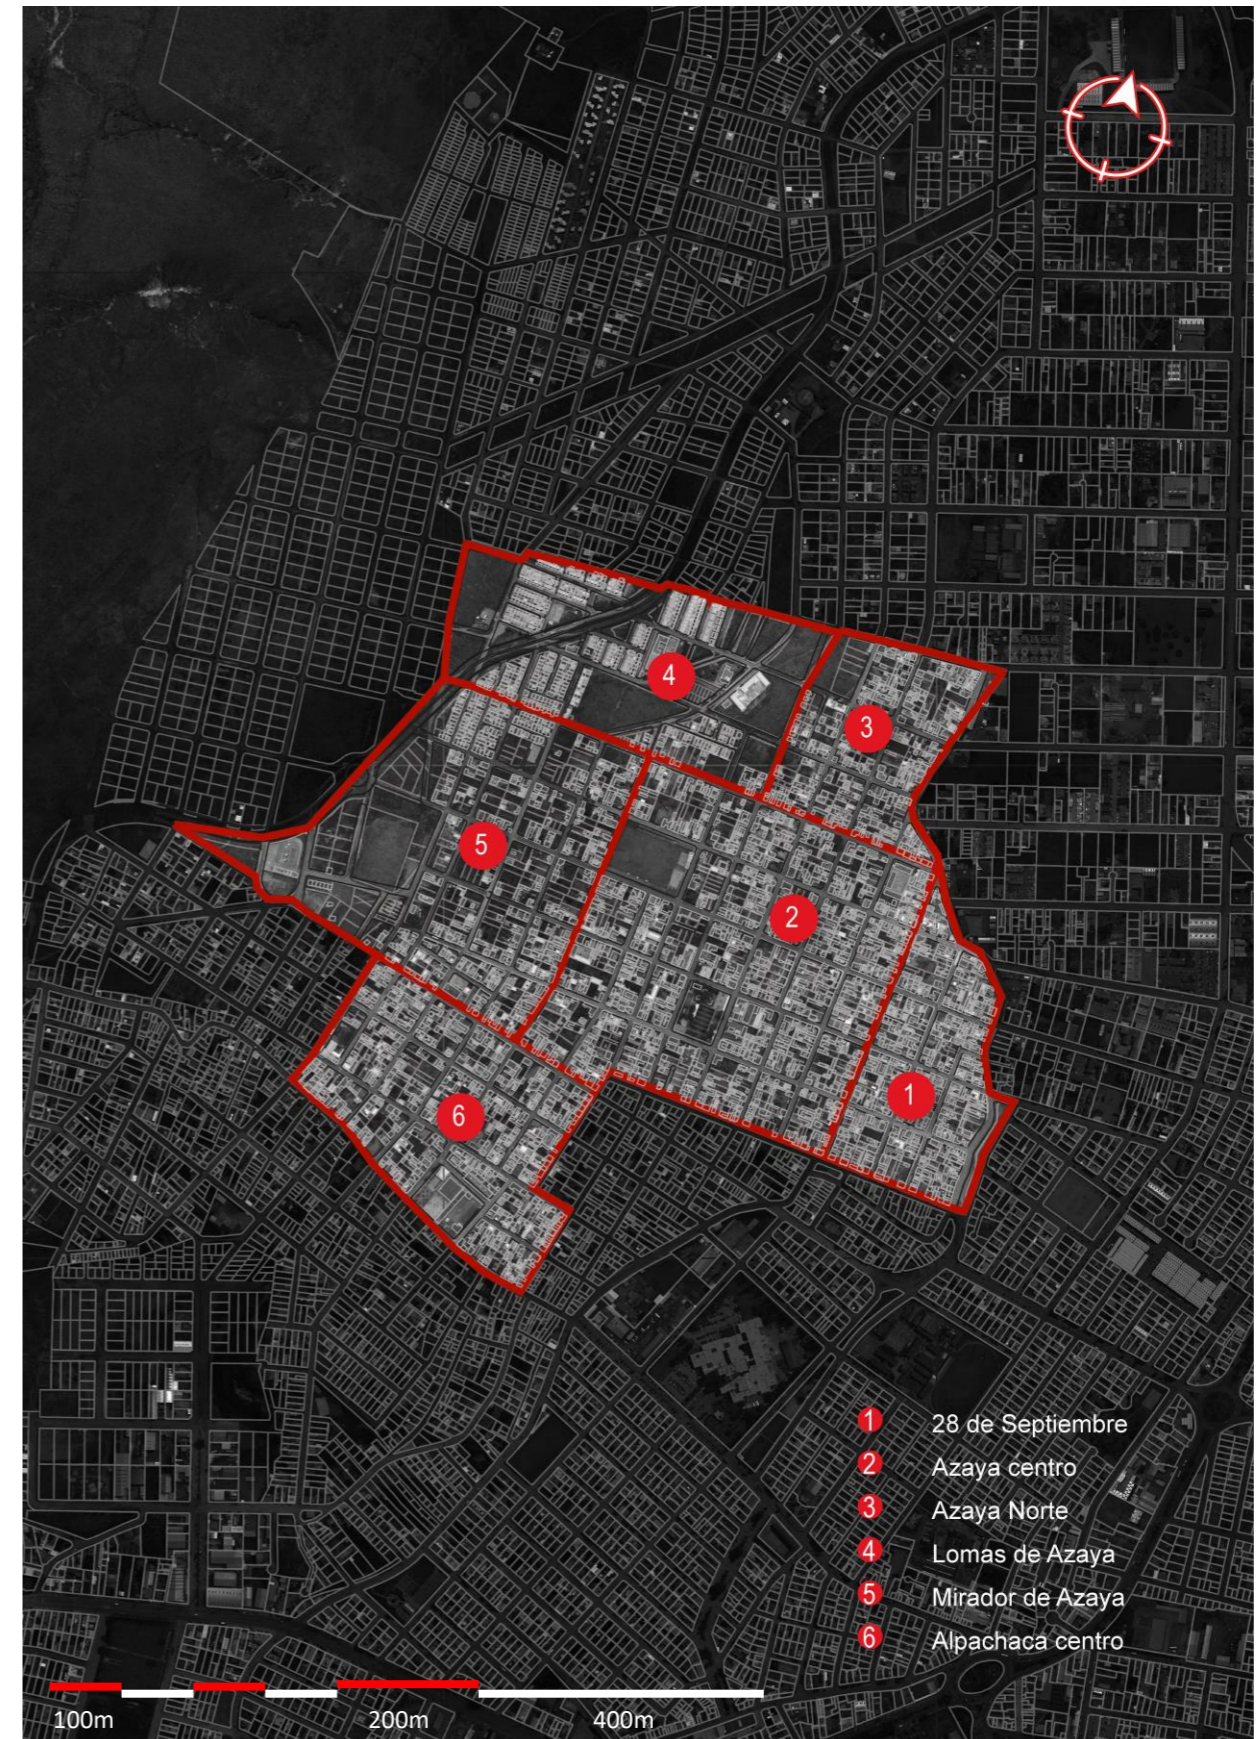 4
3
5
2
1
6
1 28 de Septiembre
2 Azaya centro
3 Azaya Norte
4 Lomas de Azaya
5 Mirador de Azaya
6 Alpachaca centro
100m 200m 400m